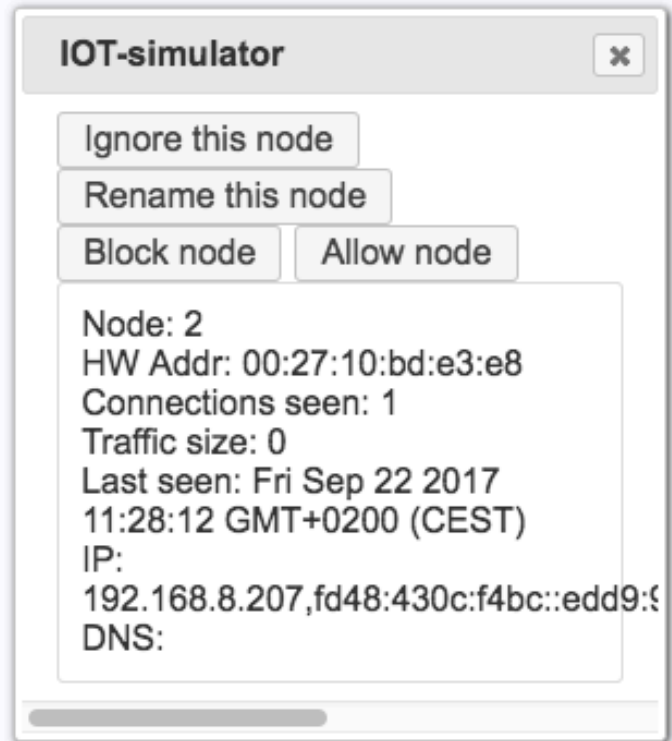 IOT-simulator
Ignore this node
Rename this node
Block node Allow node
Node: 2
HW Addr: 00:27:10:bd:e3:e8
Connections seen: 1
Traffic size: 0
Last seen: Fri Sep 22 2017
11:28:12 GMT+0200 (CEST)
IP:
192.168.8.207,fd48:430c:f4bc::edd9:
DNS: